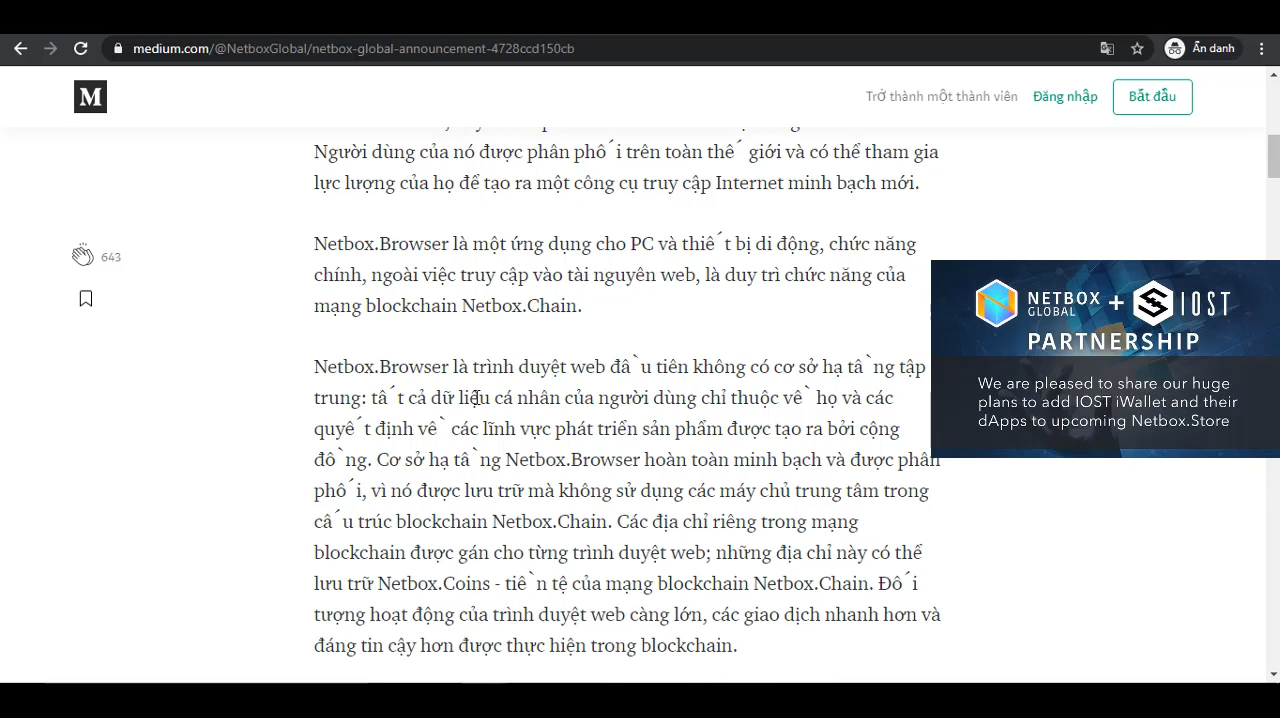 medium.com/@NetboxGlobal/netbox-global-announcement-4728ccd150cb
Ẩn danh
M
Trở thành một thành viên
Đăng nhập
Bắt đầu
Người dùng của nó được phân phối trên toàn thế giới và có thể tham gia
lực lượng của họ để tạo ra một công cụ truy cập Internet minh bạch mới.
643
Netbox.Browser là một ứng dụng cho PC và thiết bị di động, chức năng
chính, ngoài việc truy cập vào tài nguyên web, là duy trì chức năng của
mạng blockchain Netbox.Chain.
Netbox.Browser là trình duyệt web đầu tiên không có cơ sở hạ tầng tập
trung: tất cả dữ liệu cá nhân của người dùng chỉ thuộc về họ và các
quyết định về các lĩnh vực phát triển sản phẩm được tạo ra bởi cộng
đồng. Cơ sở hạ tầng Netbox.Browser hoàn toàn minh bạch và được phân
phối, vì nó được lưu trữ mà không sử dụng các máy chủ trung tâm trong
cấu trúc blockchain Netbox.Chain. Các địa chỉ riêng trong mạng
blockchain được gán cho từng trình duyệt web; những địa chỉ này có thể
lưu trữ Netbox.Coins - tiền tệ của mạng blockchain Netbox.Chain. Đối
tượng hoạt động của trình duyệt web càng lớn, các giao dịch nhanh hơn và
đáng tin cậy hơn được thực hiện trong blockchain.
NETBOX GLOBAL + IOST
PARTNERSHIP
We are pleased to share our huge
plans to add IOST iWallet and their
dApps to upcoming Netbox.Store